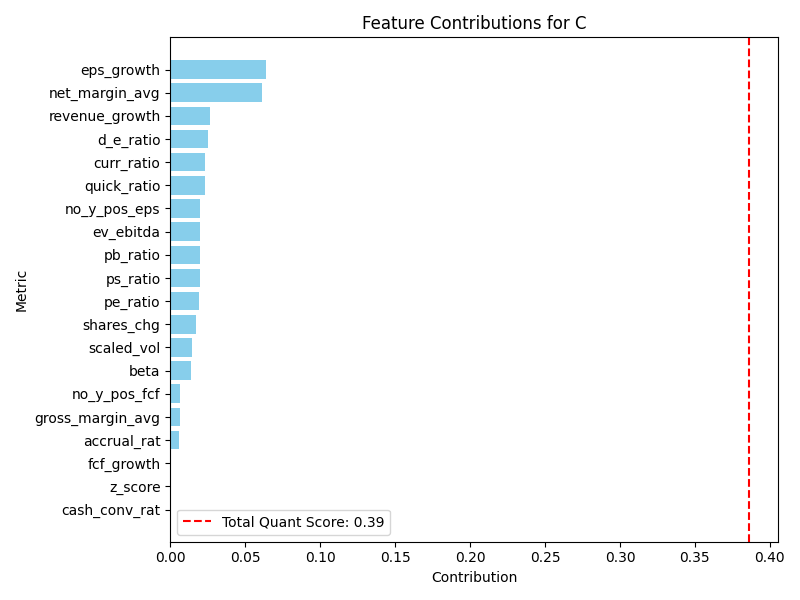 Feature Contributions for C
Metric
eps_growth
net_margin_avg
revenue_growth
d_e_ratio
curr_ratio
quick_ratio
no_y_pos_eps
ev_ebitda
pb_ratio
ps_ratio
pe_ratio
shares_chg
scaled_vol
beta
no_y_pos_fcf
gross_margin_avg
accrual_rat
fcf_growth
z_score
cash_conv_rat
Total Quant Score: 0.39
0.00 0.05 0.10 0.15 0.20 0.25 0.30 0.35 0.40
Contribution